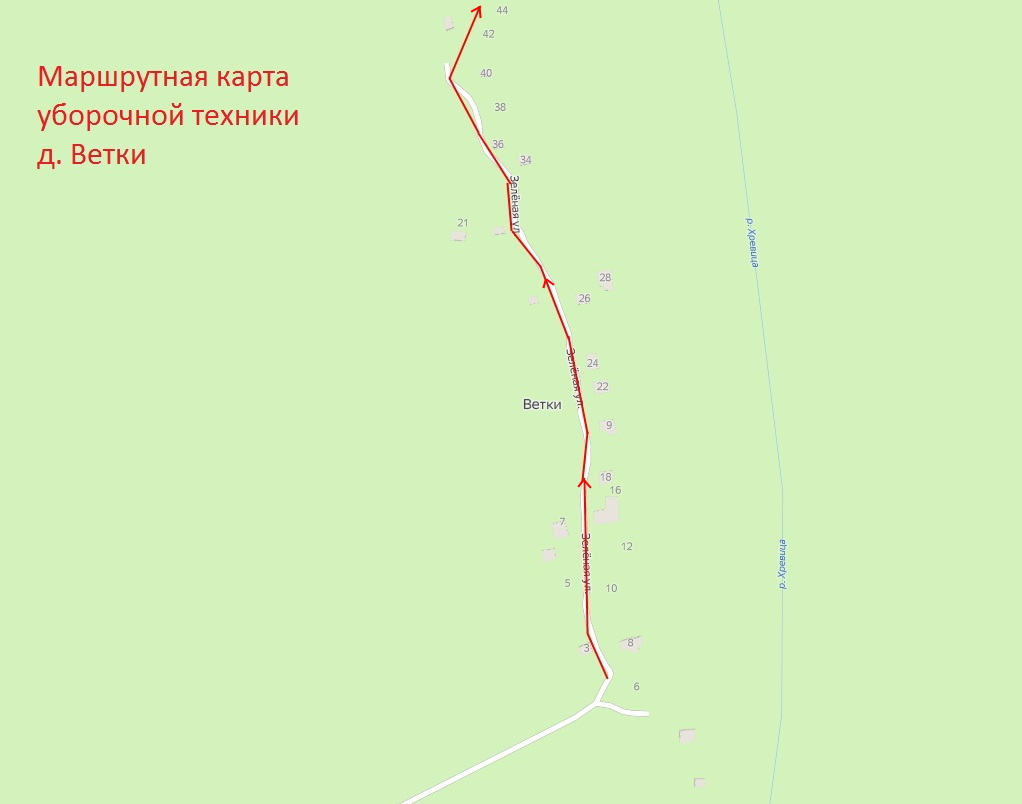 Маршрутная карта
уборочной техники
д. Ветки
44
42
40
38
36
34
Зелёная ул.
21
р. Хревица
28
26
Зелёная ул.
24
22
Ветки
9
18
16
7
Зелёная ул.
12
р. Хревица
5
10
3
8
6